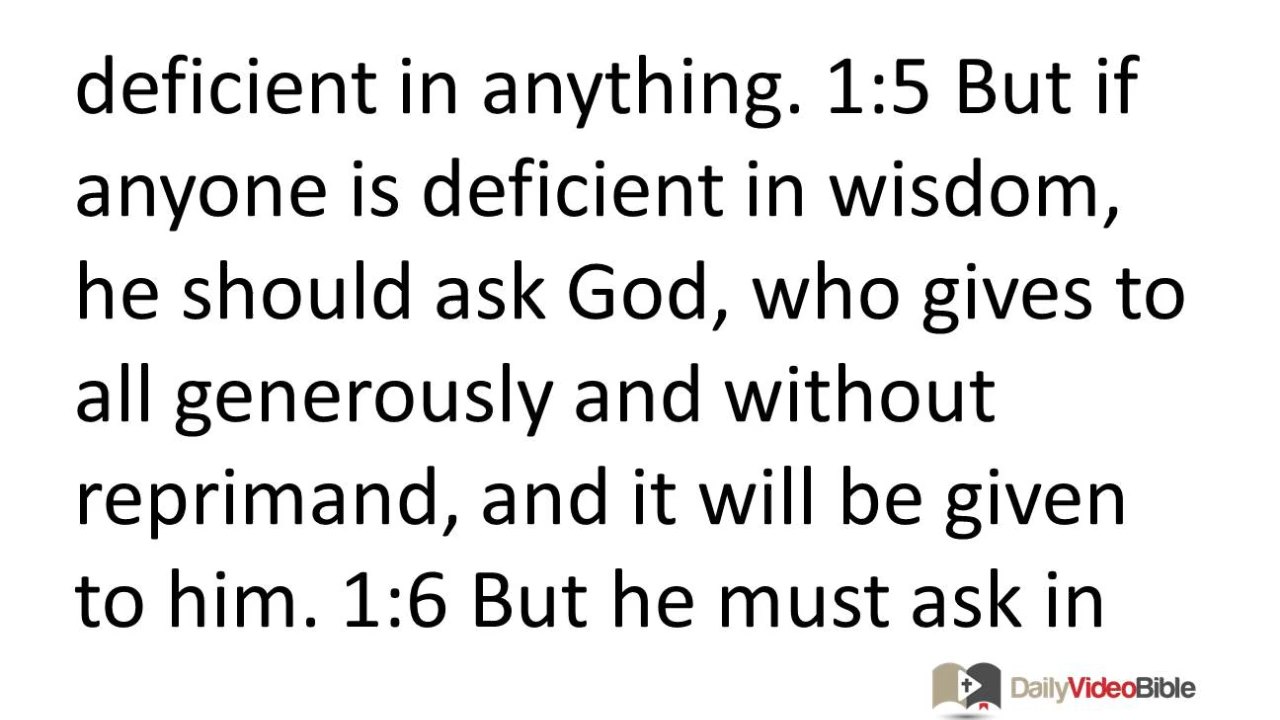 deficient in anything. 1:5 But if
anyone is deficient in wisdom,
he should ask God, who gives to
all generously and without
reprimand, and it will be given
to him. 1:6 But he must ask in
DailyVideoBible